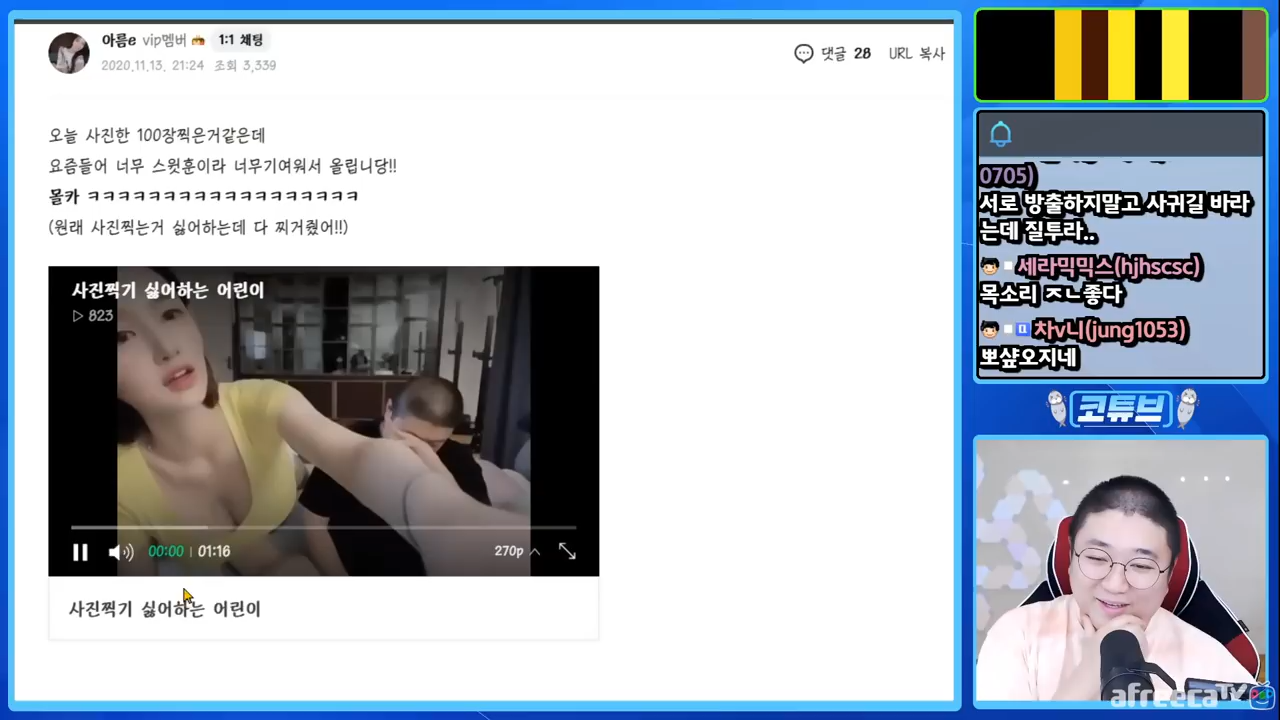 아름e vip멤버 1:1 채팅
2020.11.13. 21:24 조회 3,339
댓글 28 URL 복사
오늘 사진한 100장찍은거같은데
요즘들어 너무 스윗훈이라 너무기여워서 올립니당!!
몰카 ㅋㅋㅋㅋㅋㅋㅋㅋㅋㅋㅋㅋㅋㅋㅋㅋㅋㅋ
(원래 사진찍는거 싫어하는데 다 찌거줬어!!)
사진찍기 싫어하는 어린이
823
00:00 | 01:16
270p
사진찍기 싫어하는 어린이
0705)
서로 방출하지말고 사귀길 바라
는데 질투라..
세라믹믹스(hjhscsc)
목소리 ㅈㄴ좋다
차v니(jung1053)
뽀샾오지네
코튜브
afreecaTV